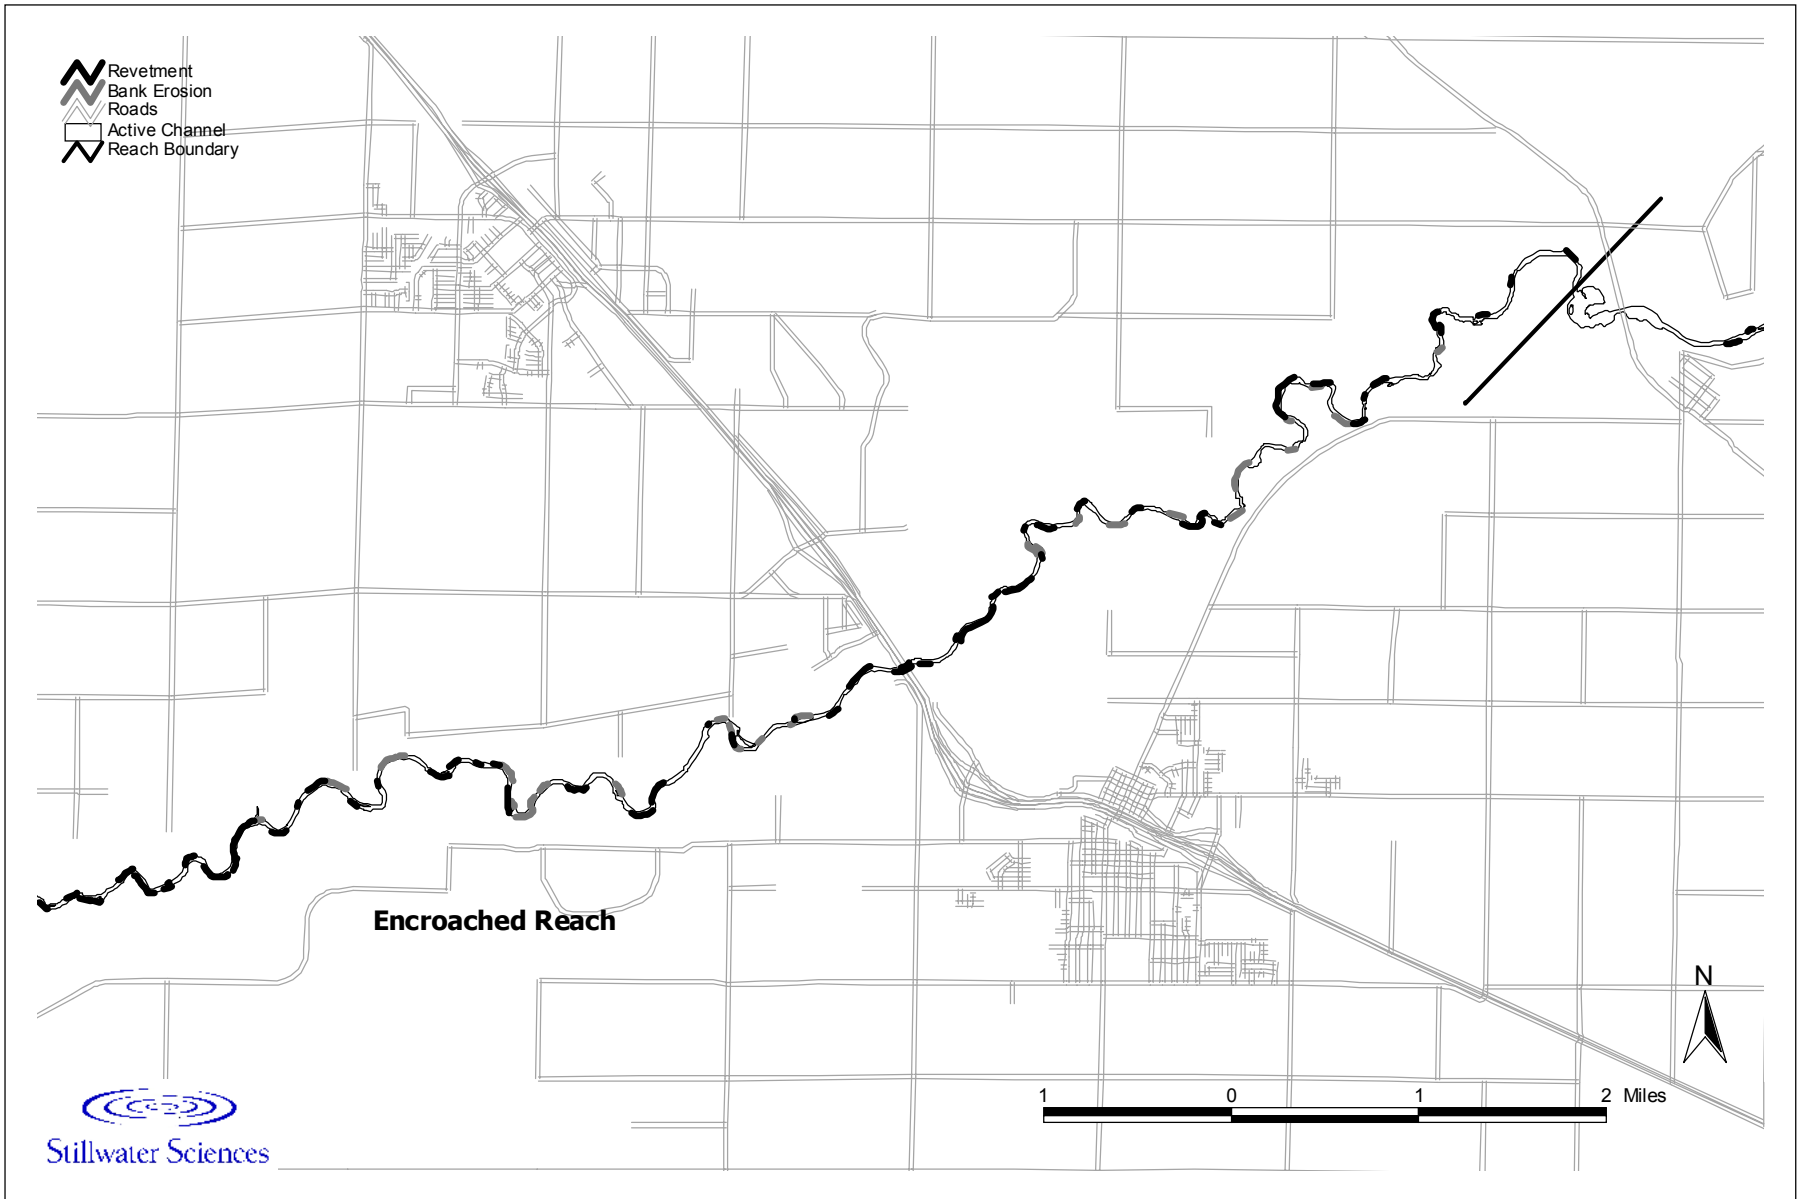 Revetment
Bank Erosion
Roads
Active Channel
Reach Boundary
Encroached Reach
N
1 0 1 2 Miles
Stillwater Sciences